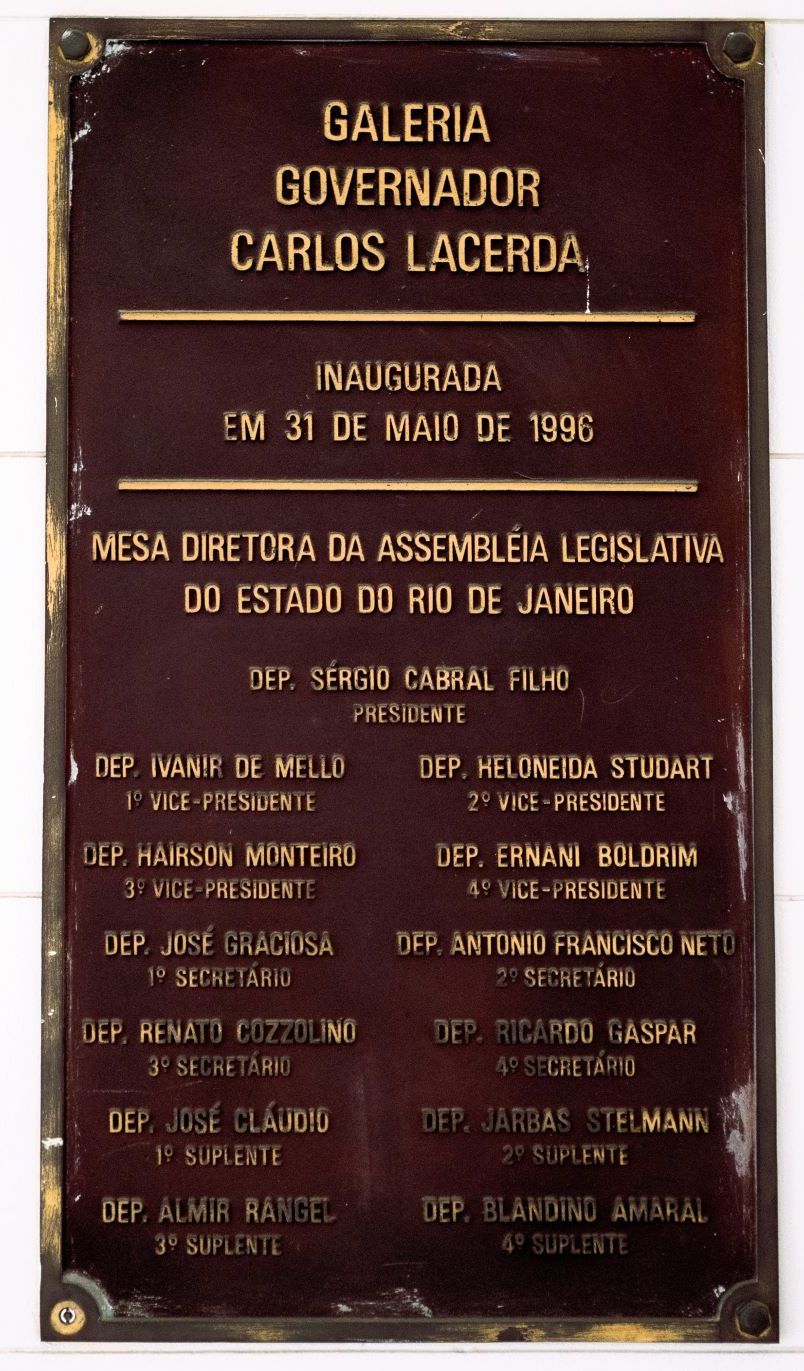 GALERIA
GOVERNADOR
CARLOS LACERDA
INAUGURADA
EM 31 DE MAIO DE 1996
MESA DIRETORA DA ASSEMBLÉIA LEGISLATIVA
DO ESTADO DO RIO DE JANEIRO
DEP. SÉRGIO CABRAL FILHO
PRESIDENTE
DEP. IVANIR DE MELLO DEP. HELONEIDA STUDART
1º VICE-PRESIDENTE 2º VICE-PRESIDENTE
DEP. HAIRSON MONTEIRO DEP. ERNANI BOLDRIM
3º VICE-PRESIDENTE 4º VICE-PRESIDENTE
DEP. JOSÉ GRACIOSA DEP. ANTONIO FRANCISCO NETO
1º SECRETÁRIO 2º SECRETÁRIO
DEP. RENATO COZZOLINO DEP. RICARDO GASPAR
3º SECRETÁRIO 4º SECRETÁRIO
DEP. JOSÉ CLÁUDIO DEP. JARBAS STELMANN
1º SUPLENTE 2º SUPLENTE
DEP. ALMIR RANGEL DEP. BLANDINO AMARAL
3º SUPLENTE 4º SUPLENTE